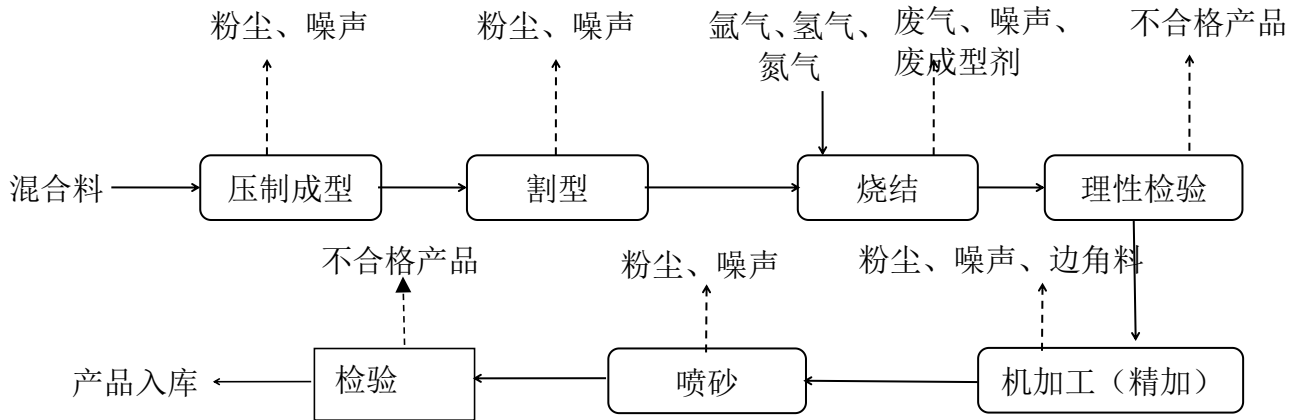 粉尘、噪声
粉尘、噪声
氩气、氢气、
氮气
废气、噪声、
废成型剂
不合格产品
混合料
压制成型
割型
烧结
理性检验
不合格产品
粉尘、噪声
粉尘、噪声、边角料
产品入库
检验
喷砂
机加工（精加）